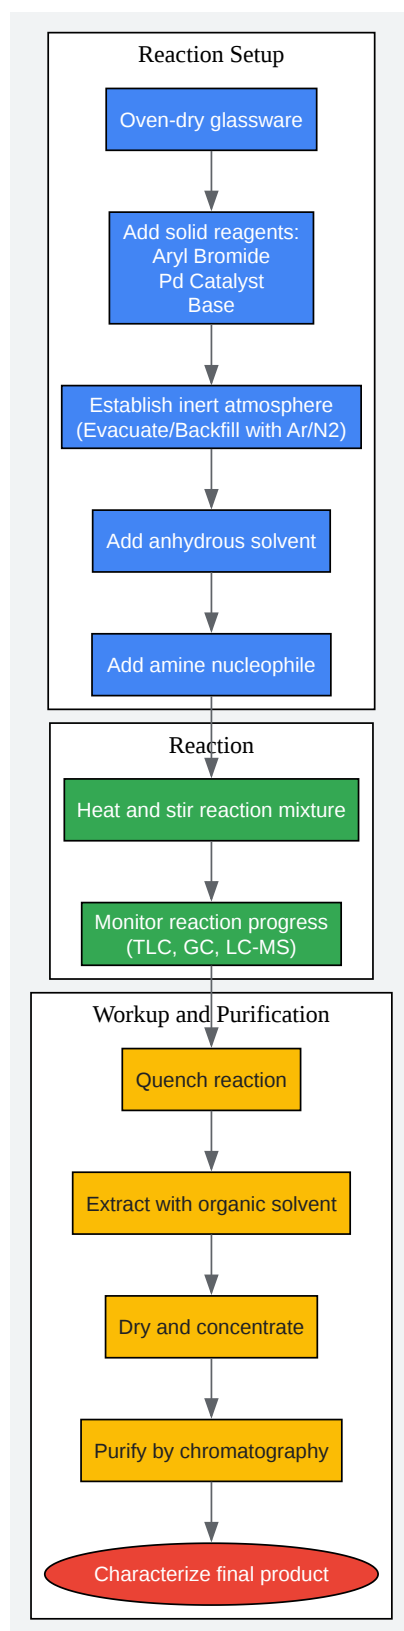 Reaction Setup
Oven-dry glassware
Add solid reagents:
Aryl Bromide
Pd Catalyst
Base
Establish inert atmosphere
(Evacuate/Backfill with Ar/N2)
Add anhydrous solvent
Add amine nucleophile
Reaction
Heat and stir reaction mixture
Monitor reaction progress
(TLC, GC, LC-MS)
Workup and Purification
Quench reaction
Extract with organic solvent
Dry and concentrate
Purify by chromatography
Characterize final product